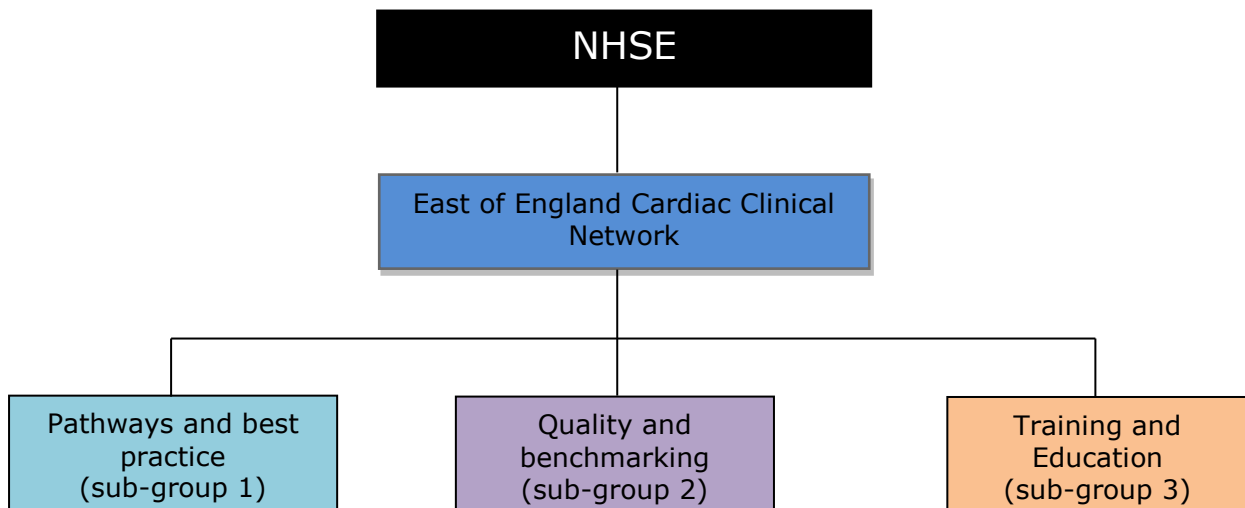 NHSE
East of England Cardiac Clinical
Network
Pathways and best
practice
(sub-group 1)
Quality and
benchmarking
(sub-group 2)
Training and
Education
(sub-group 3)